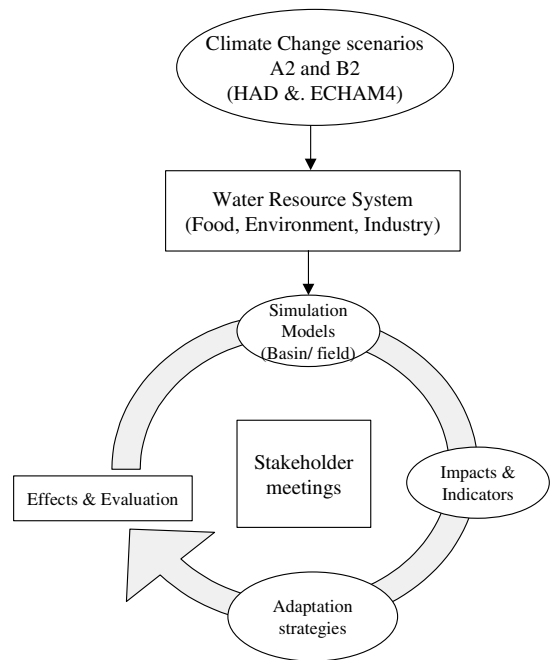 Climate Change scenarios
A2 and B2
(HAD &. ECHAM4)
Water Resource System
(Food, Environment, Industry)
Simulation
Models
(Basin/ field)
Impacts &
Indicators
Stakeholder
meetings
Effects & Evaluation
Adaptation
strategies